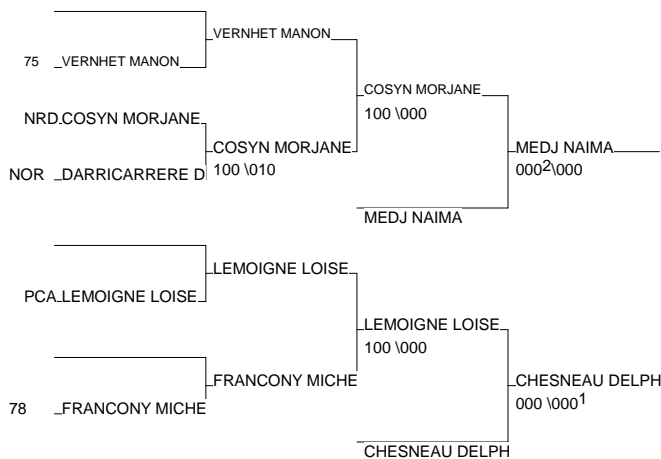 VERNHET MANON
75 VERNHET MANON
COSYN MORJANE
100 \000
NRD COSYN MORJANE
COSYN MORJANE
100 \010
MEDJ NAIMA
000² \000
NOR DARRICARRERE D
MEDJ NAIMA
LEMOIGNE LOISE
PCA LEMOIGNE LOISE
LEMOIGNE LOISE
100 \000
FRANCONY MICHE
CHESNEAU DELPH
000 \000¹
78 FRANCONY MICHE
CHESNEAU DELPH